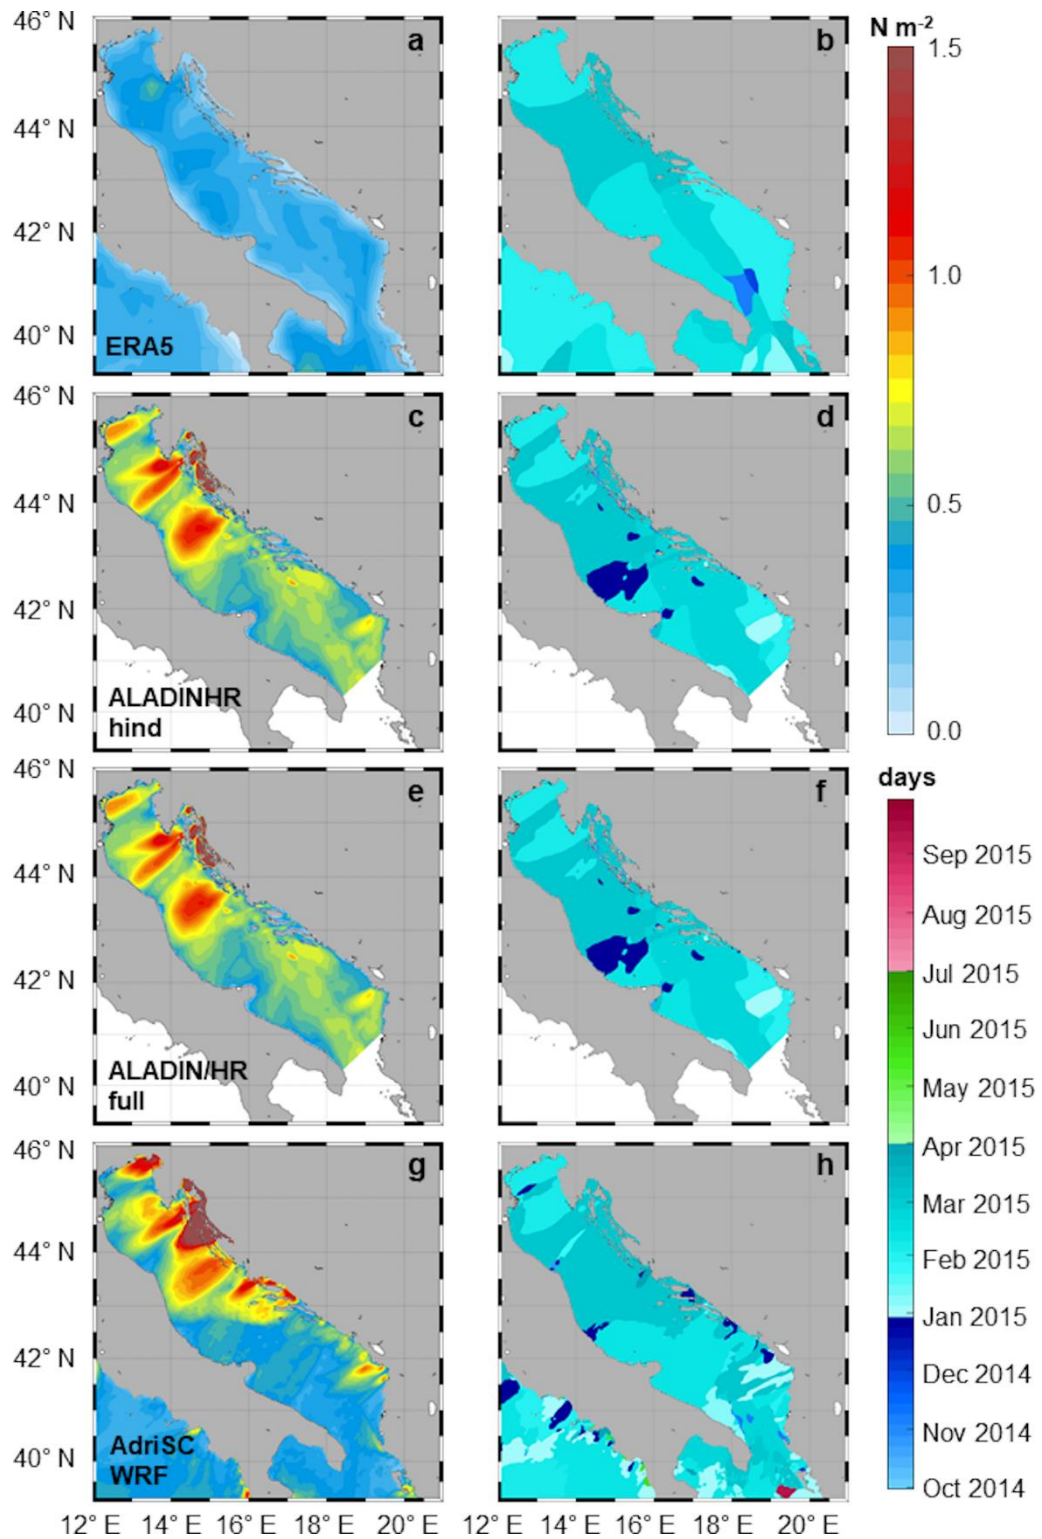 46° N
a
b
N m-2
1.5
44° N
42° N
1.0
40° N
ERA5
46° N
c
d
44° N
0.5
42° N
ALADINHR
hind
40° N
0.0
46° N
e
f
days
Sep 2015
44° N
Aug 2015
42° N
Jul 2015
Jun 2015
ALADIN/HR
full
40° N
May 2015
46° N
g
h
Apr 2015
Mar 2015
44° N
Feb 2015
Jan 2015
42° N
Dec 2014
Nov 2014
40° N
AdriSC
WRF
Oct 2014
12° E 14° E 16° E 18° E 20° E 12° E 14° E 16° E 18° E 20° E